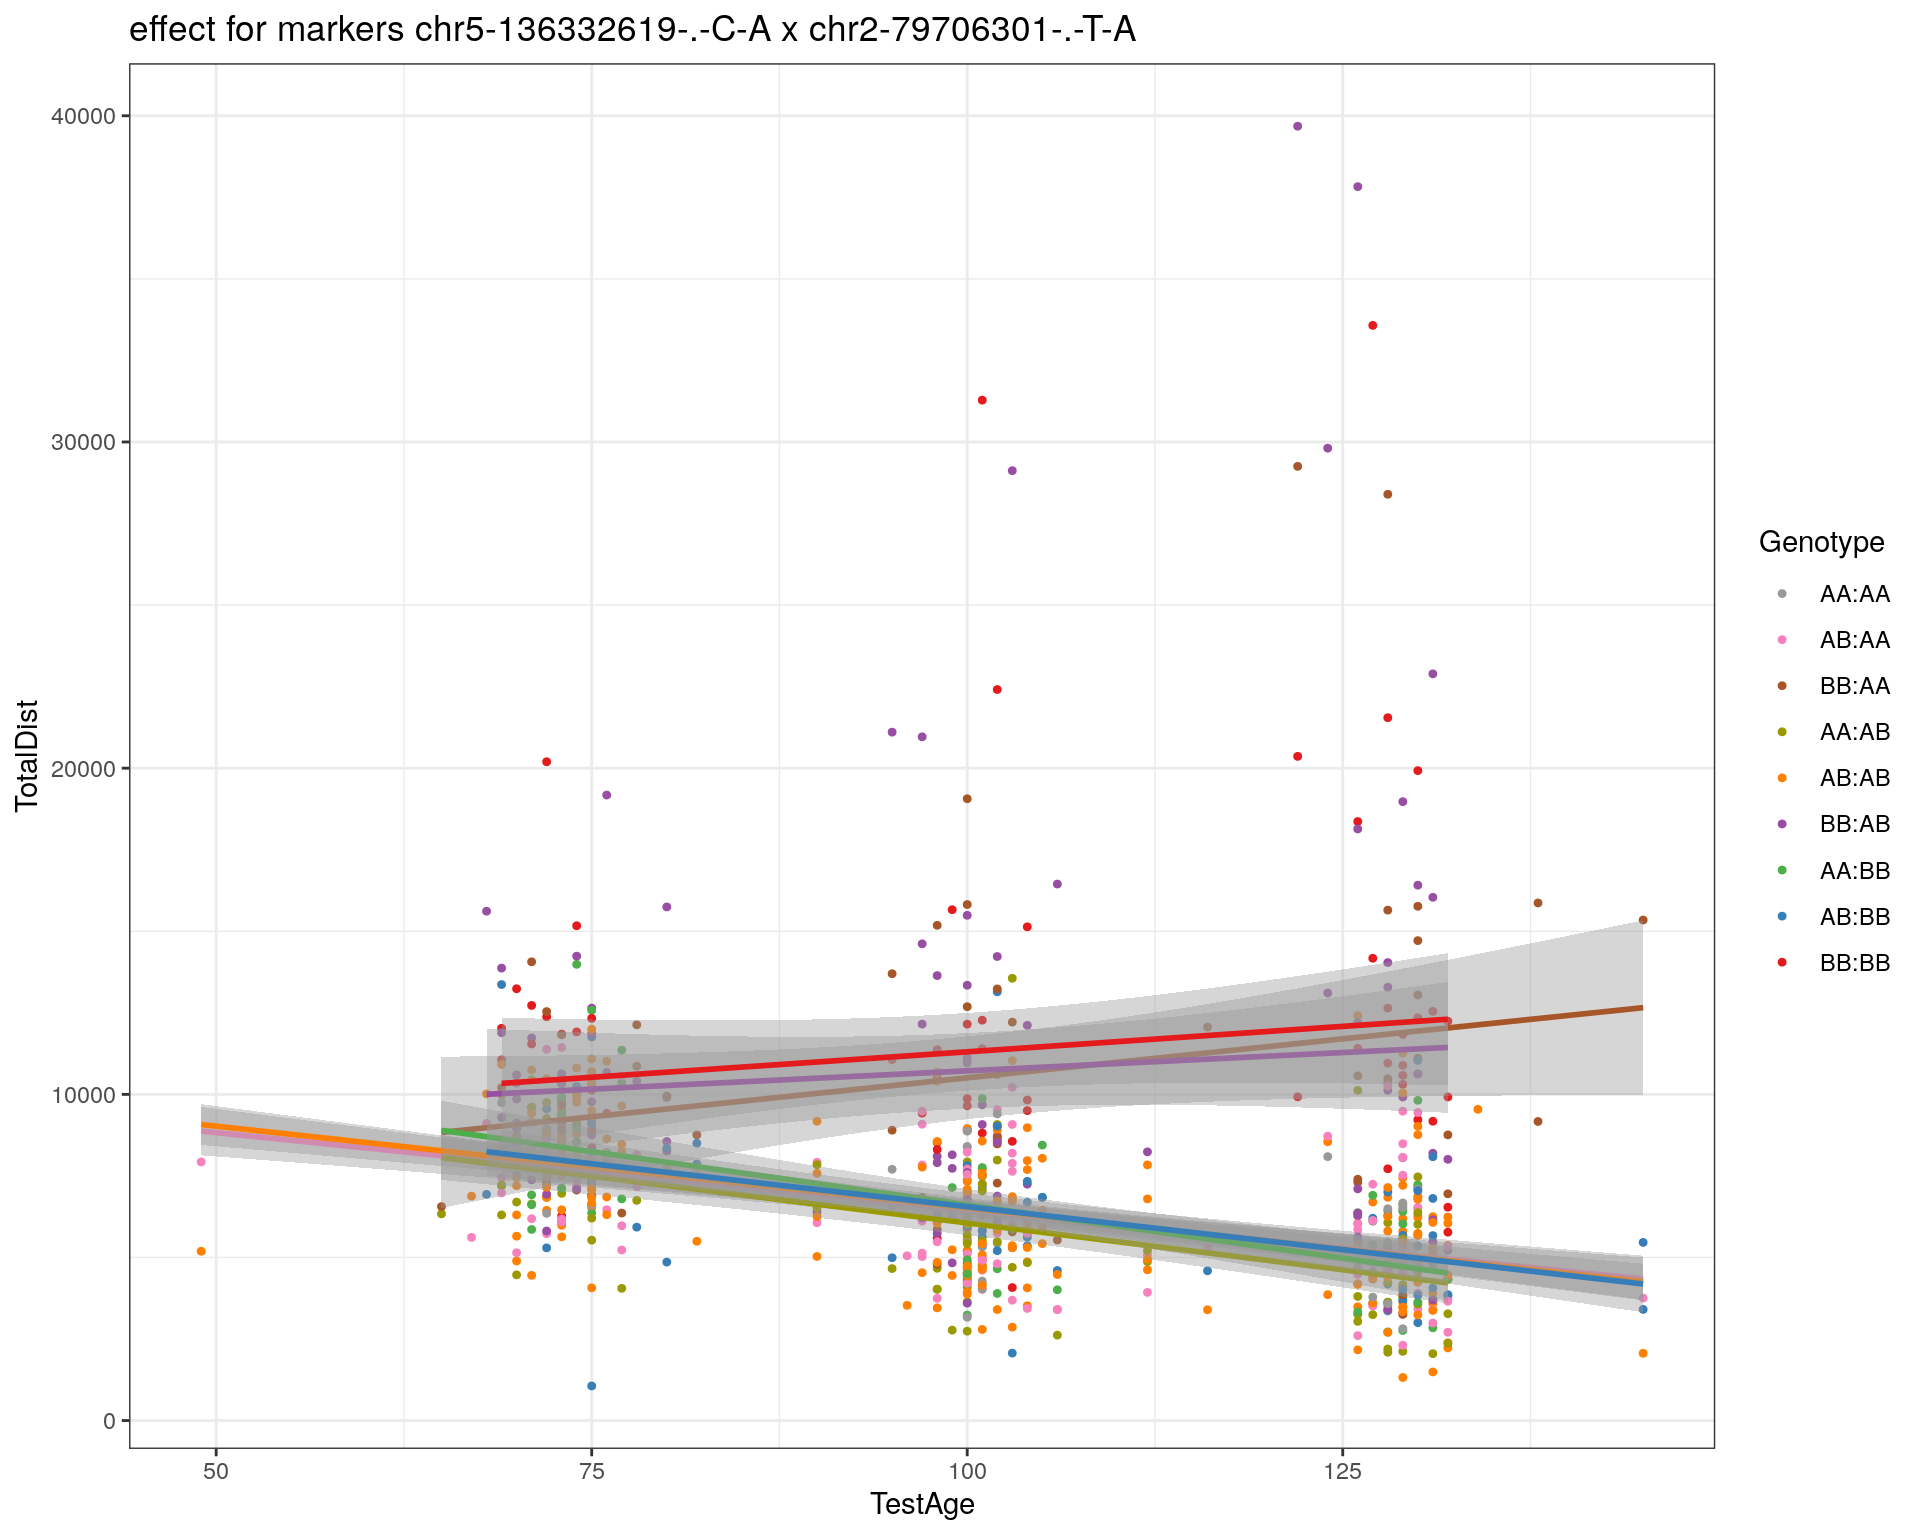 effect for markers chr5-136332619-.-C-A x chr2-79706301-.-T-A
40000
30000
20000
10000
0
TotalDist
50
75
100
125
TestAge
Genotype
AA:AA
AB:AA
BB:AA
AA:AB
AB:AB
BB:AB
AA:BB
AB:BB
BB:BB